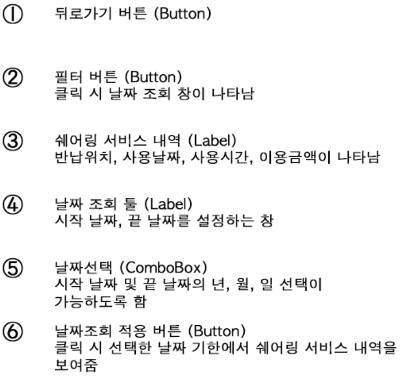 ① 뒤로가기 버튼 (Button)
② 필터 버튼 (Button)
클릭 시 날짜 조회 창이 나타남
③ 쉐어링 서비스 내역 (Label)
반납위치, 사용날짜, 사용시간, 이용금액이 나타남
④ 날짜 조회 툴 (Label)
시작 날짜, 끝 날짜를 설정하는 창
⑤ 날짜선택 (ComboBox)
시작 날짜 및 끝 날짜의 년, 월, 일 선택이
가능하도록 함
⑥ 날짜조회 적용 버튼 (Button)
클릭 시 선택한 날짜 기한에서 쉐어링 서비스 내역을
보여줌